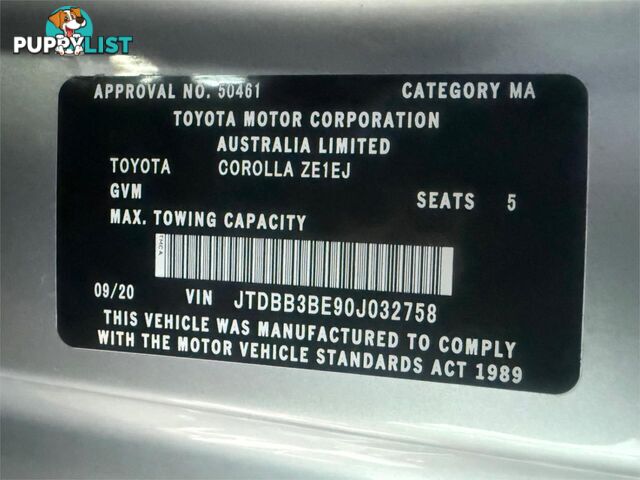 PUPPYLIST
APPROVAL NO. 50461 CATEGORY MA
TOYOTA MOTOR CORPORATION
AUSTRALIA LIMITED
TOYOTA COROLLA ZE1EJ
GVM SEATS 5
MAX. TOWING CAPACITY
TMCA
09/20 VIN JTDBB3BE90J032758
THIS VEHICLE WAS MANUFACTURED TO COMPLY
WITH THE MOTOR VEHICLE STANDARDS ACT 1989